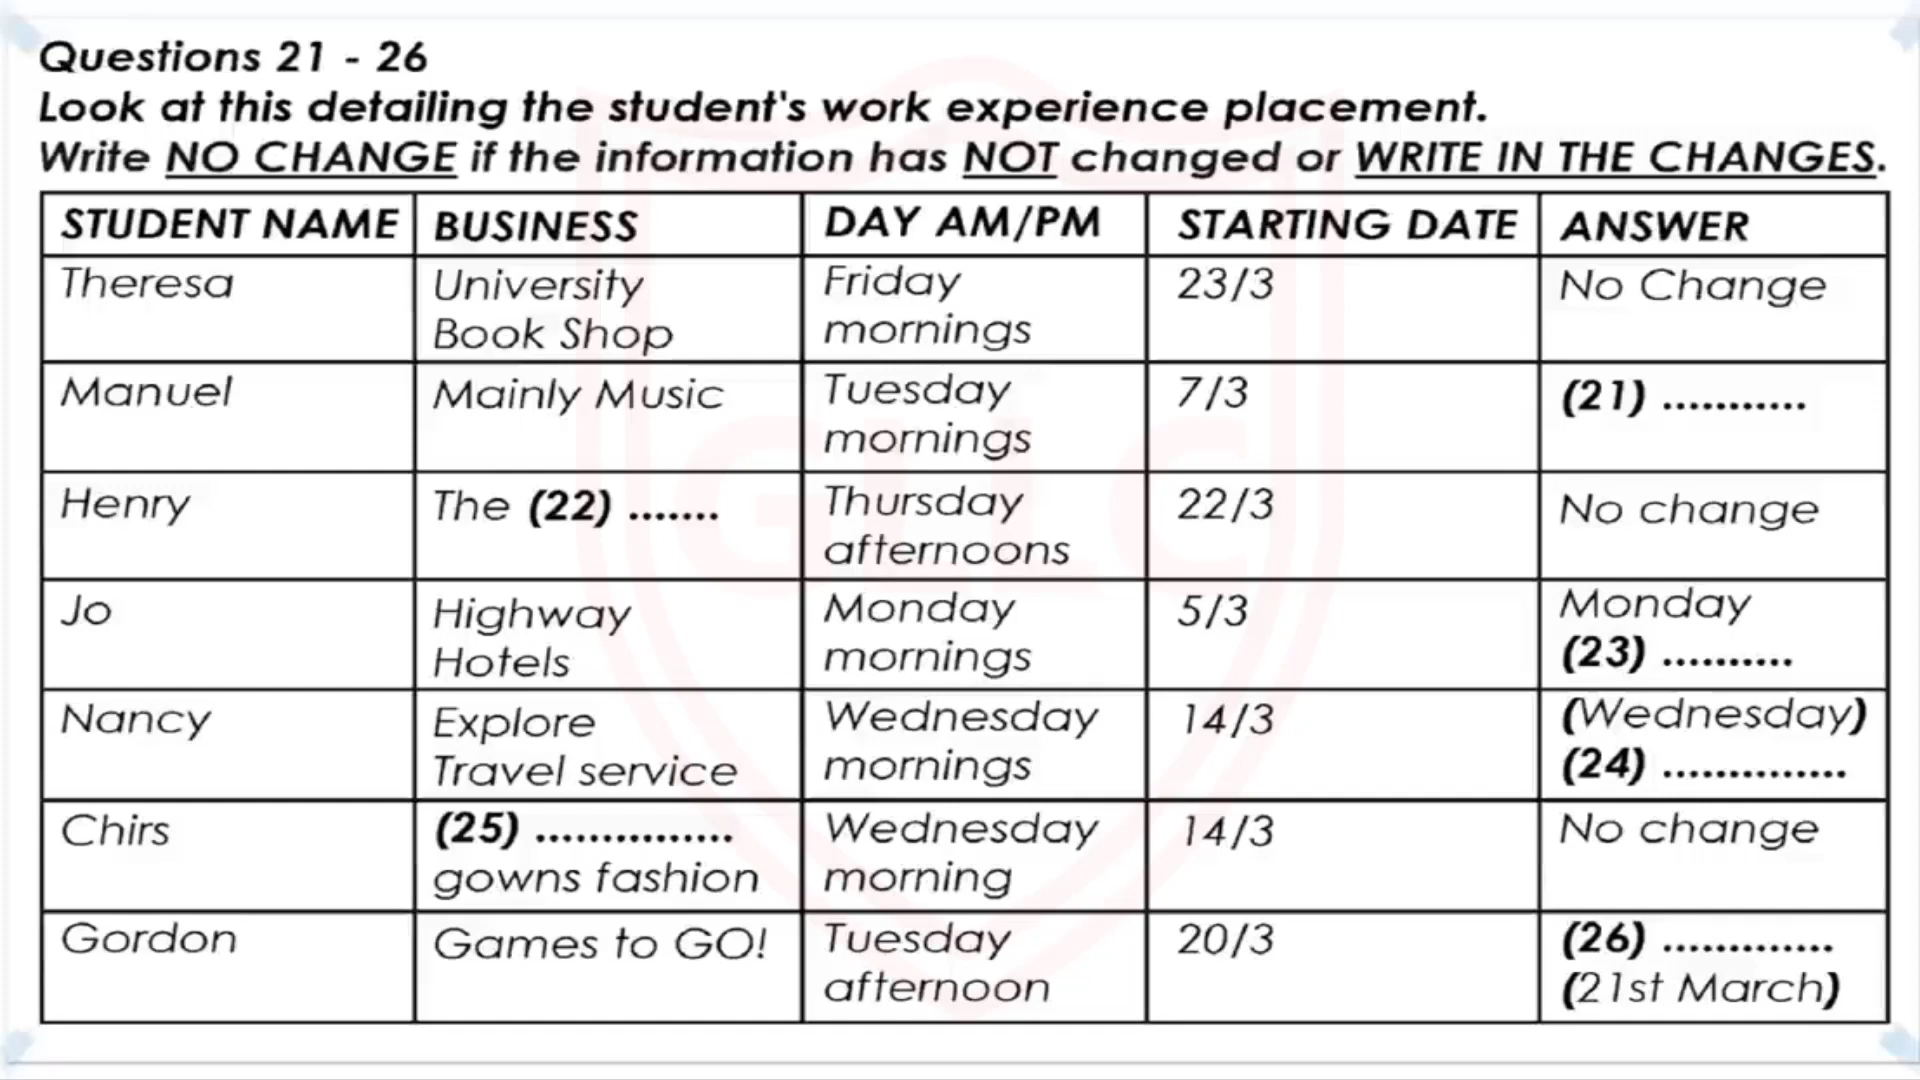 Questions 21 - 26
Look at this detailing the student's work experience placement.
Write NO CHANGE if the information has NOT changed or WRITE IN THE CHANGES.
STUDENT NAME BUSINESS DAY AM/PM STARTING DATE ANSWER
Theresa University Book Shop Friday mornings 23/3 No Change
Manuel Mainly Music Tuesday mornings 7/3 (21) ...........
Henry The (22) ....... Thursday afternoons 22/3 No change
Jo Highway Hotels Monday mornings 5/3 Monday (23) ..........
Nancy Explore Travel service Wednesday mornings 14/3 (Wednesday) (24) ..............
Chirs (25) ............... gowns fashion Wednesday morning 14/3 No change
Gordon Games to GO! Tuesday afternoon 20/3 (26) ............. (21st March)
GLLC